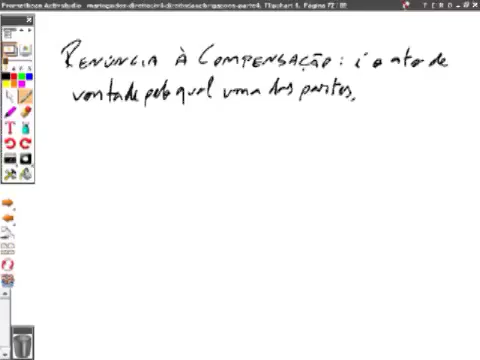 RENÚNCIA À COMPENSAÇÃO: é o ato de
vontade pelo qual uma das partes,